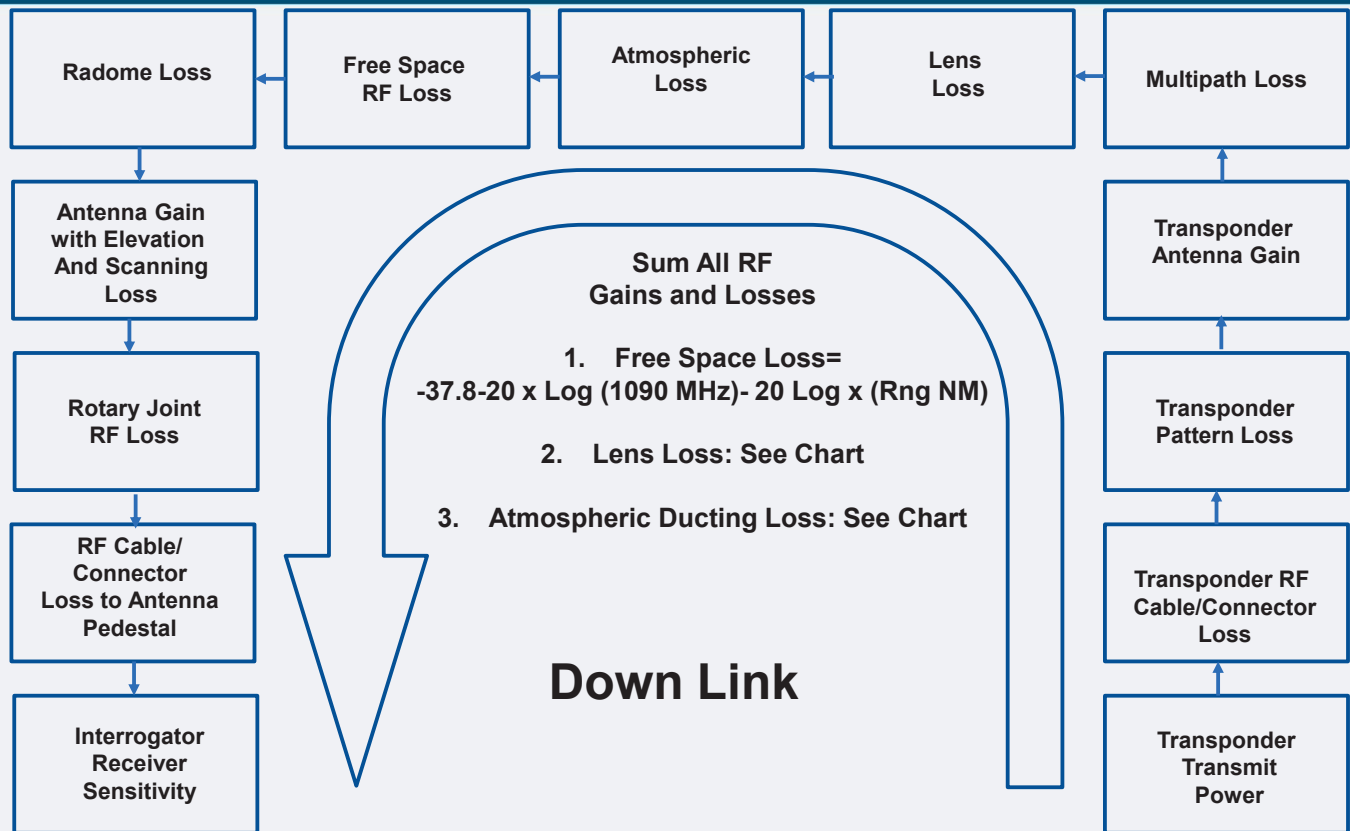 Radome Loss
Free Space
RF Loss
Atmospheric
Loss
Lens
Loss
Multipath Loss
Antenna Gain
with Elevation
And Scanning
Loss
Transponder
Antenna Gain
Sum All RF
Gains and Losses
1. Free Space Loss=
-37.8-20 x Log (1090 MHz)- 20 Log x (Rng NM)
2. Lens Loss: See Chart
3. Atmospheric Ducting Loss: See Chart
Rotary Joint
RF Loss
Transponder
Pattern Loss
RF Cable/
Connector
Loss to Antenna
Pedestal
Transponder RF
Cable/Connector
Loss
Down Link
Interrogator
Receiver
Sensitivity
Transponder
Transmit
Power